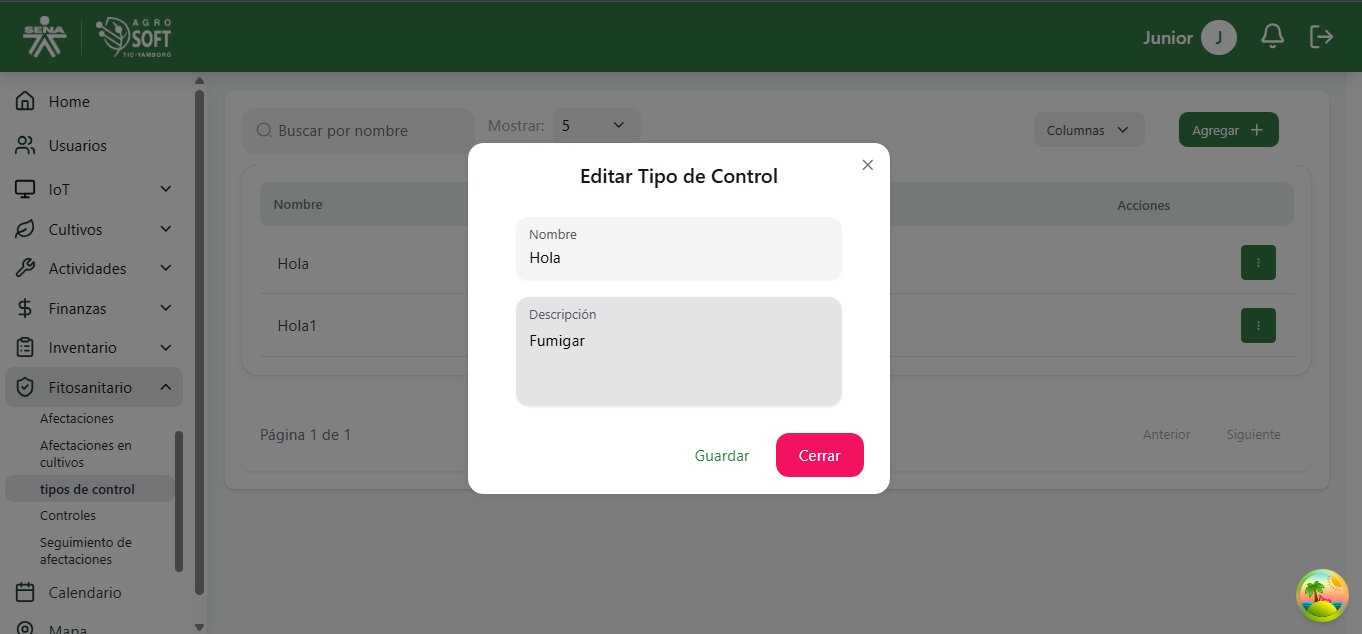 SENA
AGRO
SOFT
TIC-YAMBORÓ
Junior
J
Home
Usuarios
IoT
Cultivos
Actividades
Finanzas
Inventario
Fitosanitario
Afectaciones
Afectaciones en
cultivos
tipos de control
Controles
Seguimiento de
afectaciones
Calendario
Mapa
Buscar por nombre
Mostrar:
5
Columnas
Agregar
Nombre
Acciones
Hola
Hola1
Página 1 de 1
Anterior
Siguiente
Editar Tipo de Control
Nombre
Hola
Descripción
Fumigar
Guardar
Cerrar